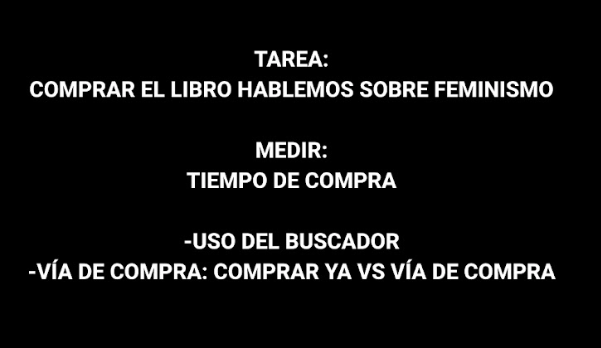 TAREA:
COMPRAR EL LIBRO HABLEMOS SOBRE FEMINISMO
MEDIR:
TIEMPO DE COMPRA
-USO DEL BUSCADOR
-VÍA DE COMPRA: COMPRAR YA VS VÍA DE COMPRA